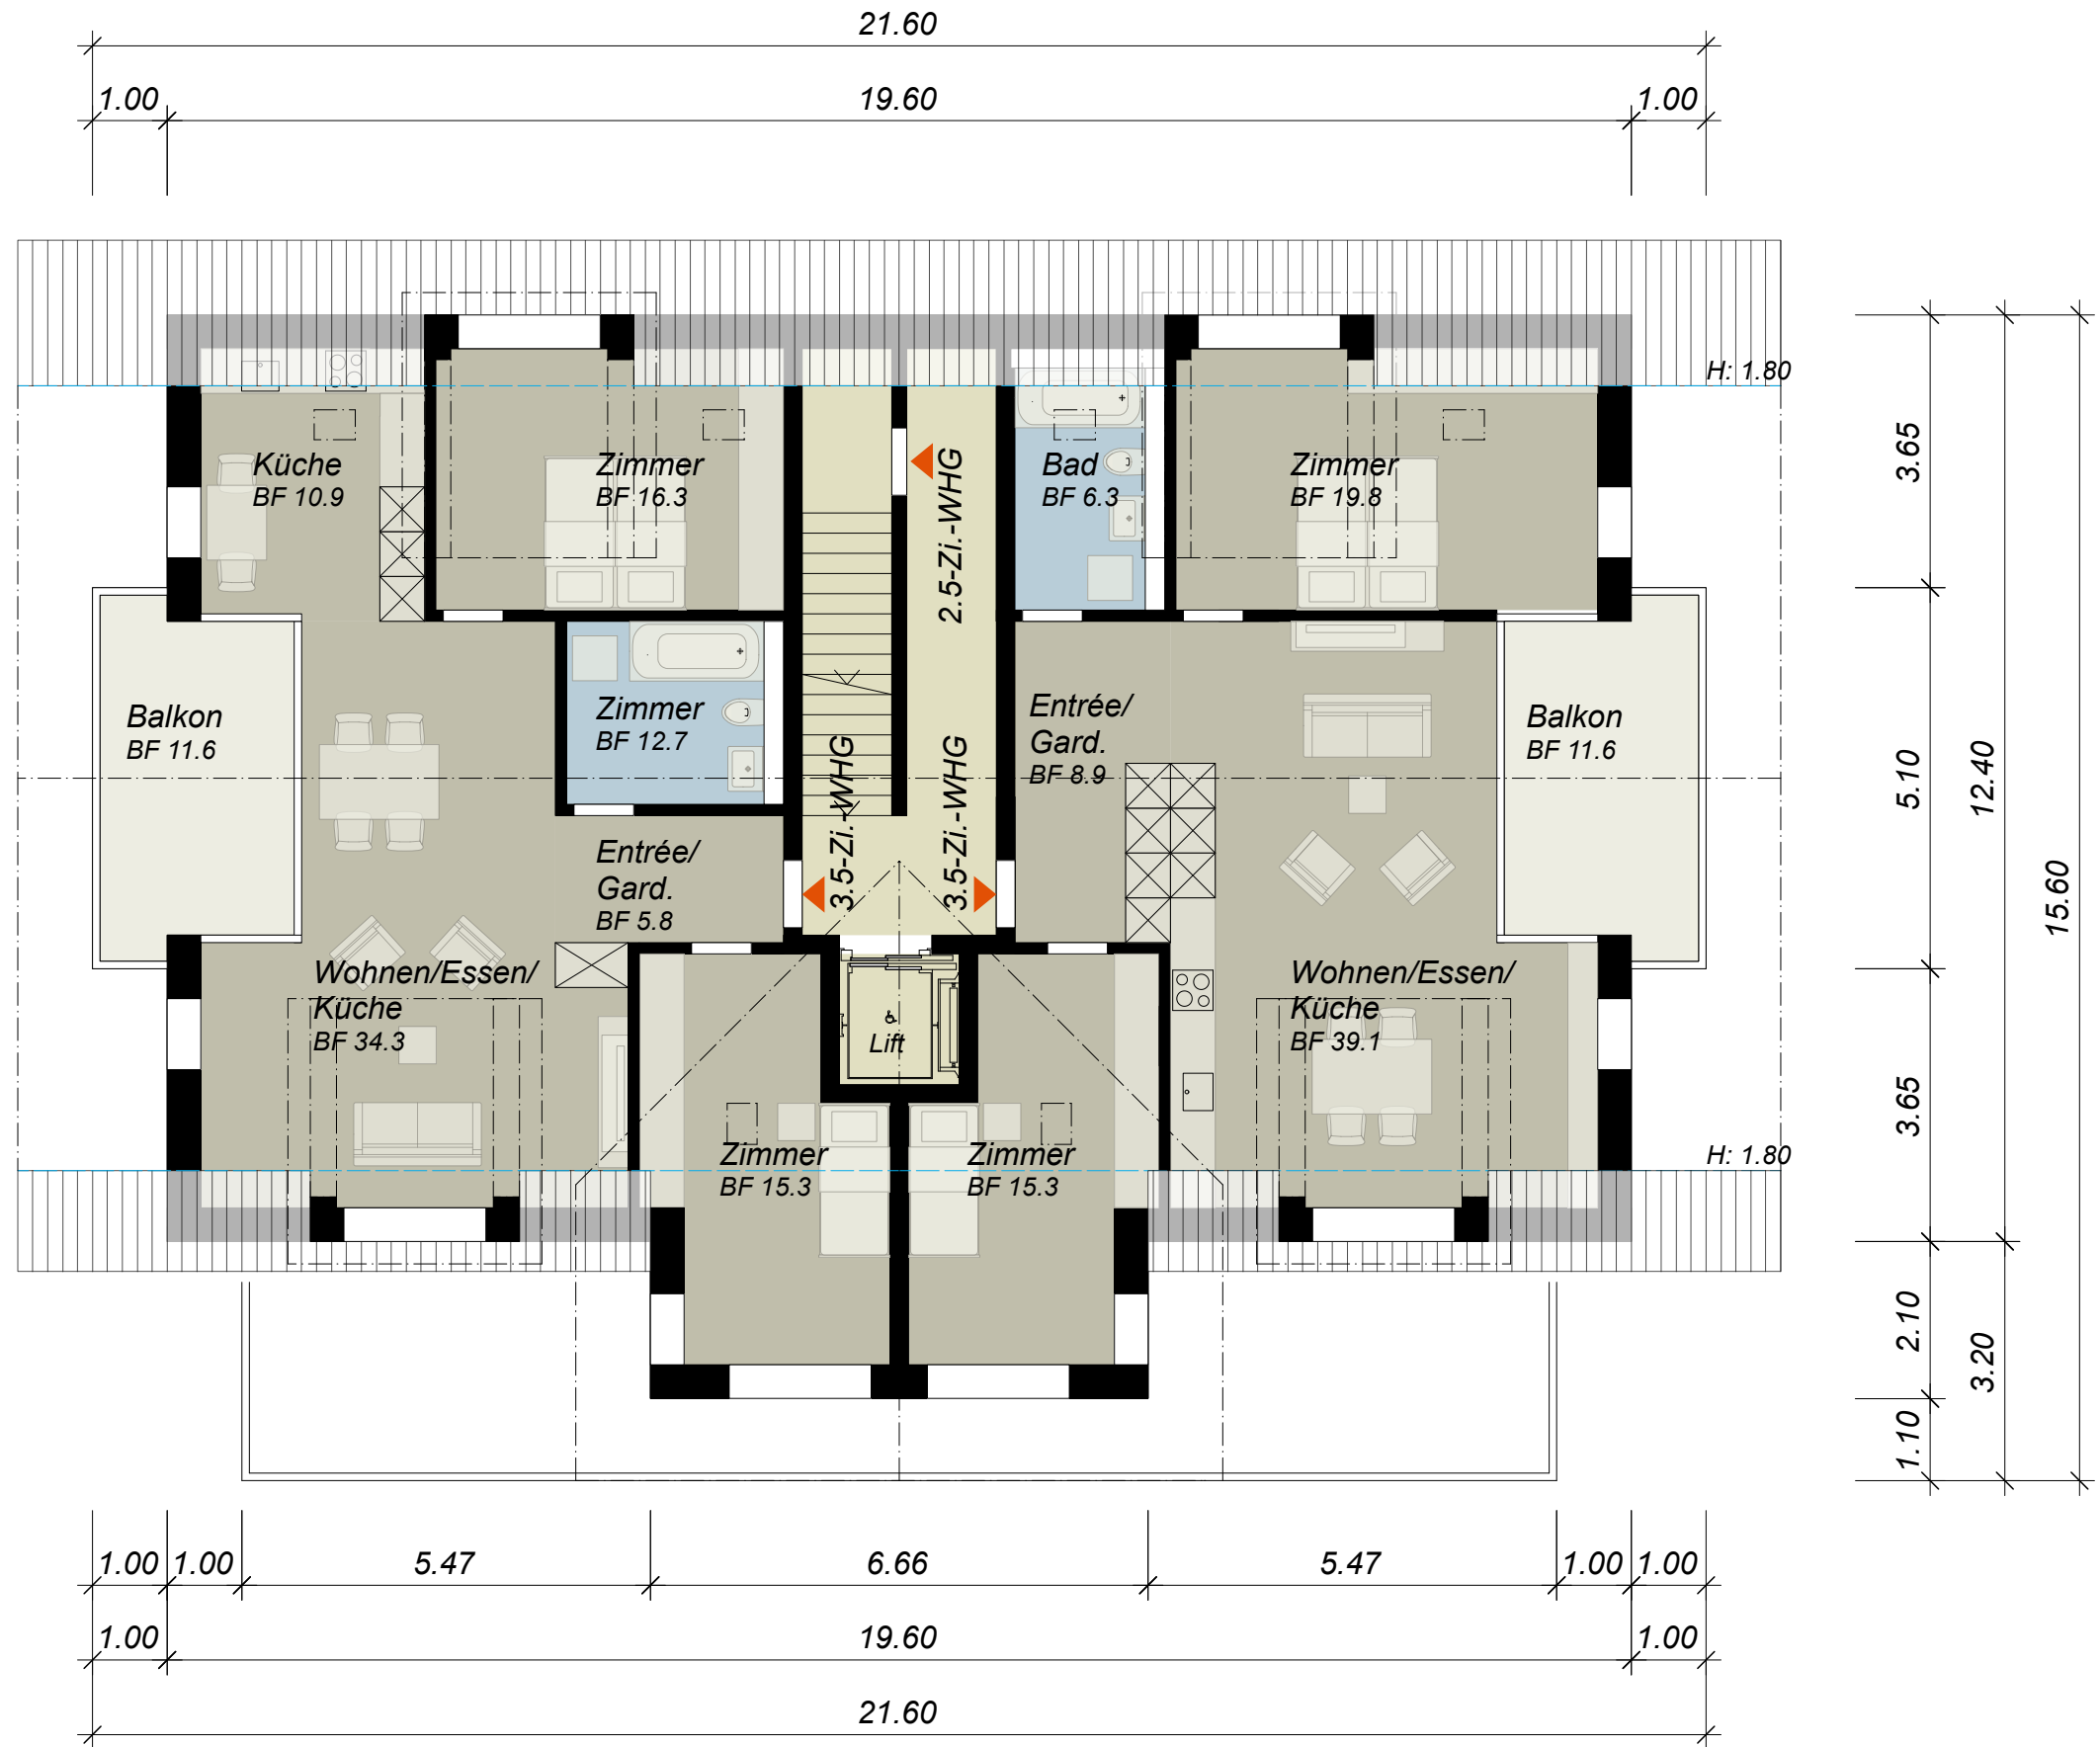 21.60
1.00
19.60
1.00
H: 1.80
Küche
BF 10.9
Zimmer
BF 16.3
2.5-Zi.-WHG
Bad
BF 6.3
Zimmer
BF 19.8
3.65
Balkon
BF 11.6
Zimmer
BF 12.7
Entrée/
Gard.
BF 8.9
Balkon
BF 11.6
5.10
12.40
15.60
Entrée/
Gard.
BF 5.8
3.5-Zi.-WHG
3.5-Zi.-WHG
Wohnen/Essen/
Küche
BF 34.3
Lift
Wohnen/Essen/
Küche
BF 39.1
3.65
Zimmer
BF 15.3
Zimmer
BF 15.3
H: 1.80
2.10
3.20
1.10
1.00
1.00
5.47
6.66
5.47
1.00
1.00
1.00
19.60
1.00
21.60